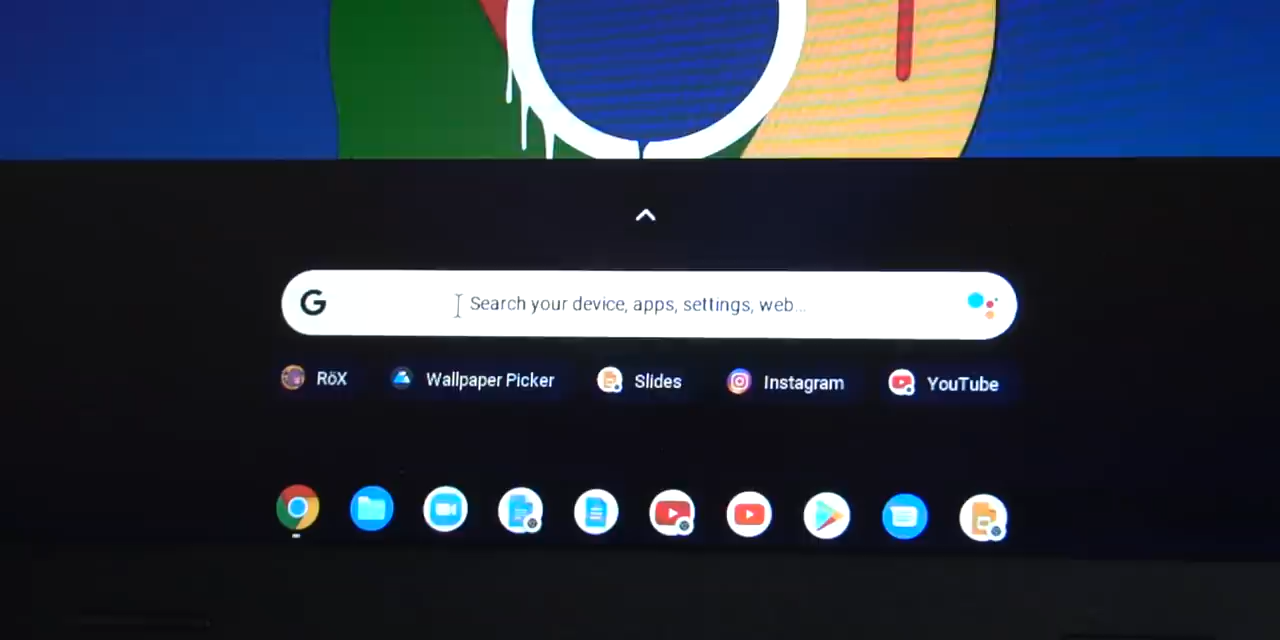 G Search your device, apps, settings, web...
RöX Wallpaper Picker Slides Instagram YouTube